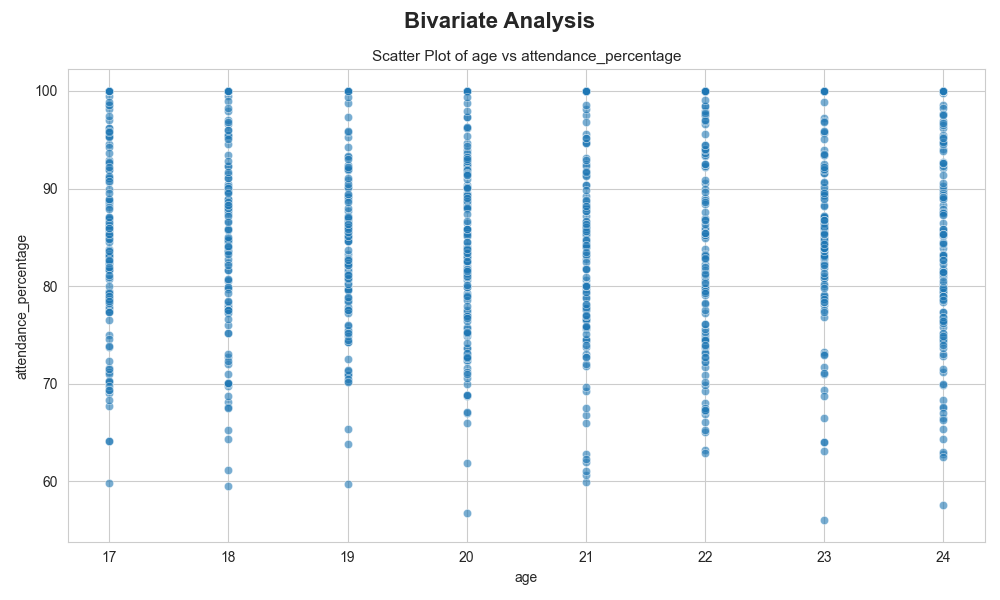 Bivariate Analysis
Scatter Plot of age vs attendance_percentage
attendance_percentage
100
90
80
70
60
17 18 19 20 21 22 23 24
age